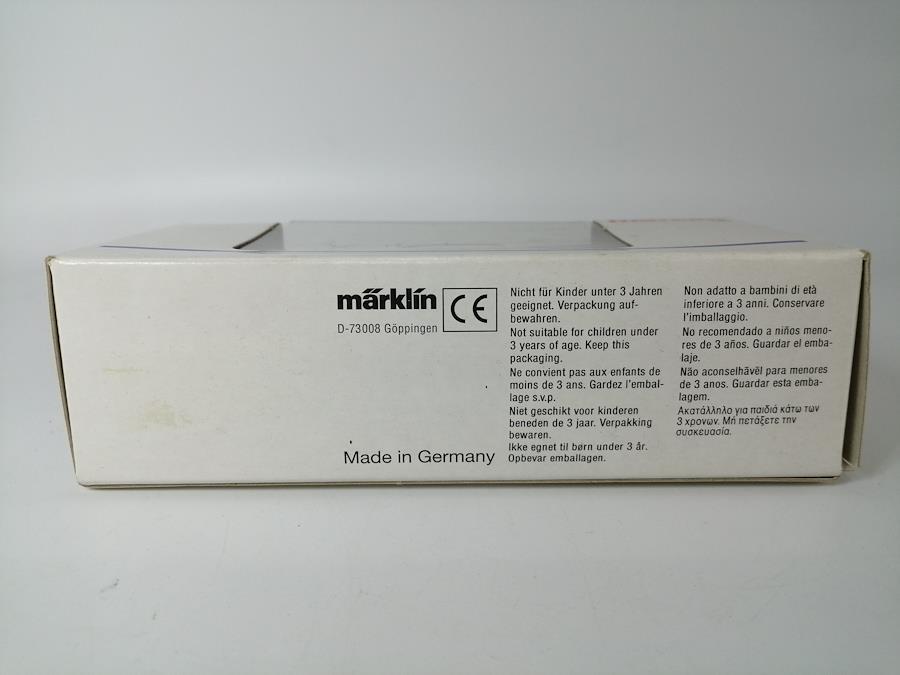 märklin
CE
D-73008 Göppingen
Made in Germany
Nicht für Kinder unter 3 Jahren
geeignet. Verpackung auf-
bewahren.
Not suitable for children under
3 years of age. Keep this
packaging.
Ne convient pas aux enfants de
moins de 3 ans. Gardez l'embal-
lage s.v.p.
Niet geschikt voor kinderen
beneden de 3 jaar. Verpakking
bewaren.
Ikke egnet til børn under 3 år.
Opbevar emballagen.
Non adatto a bambini di età
inferiore a 3 anni. Conservare
l'imballaggio.
No recomendado a niños meno-
res de 3 años. Guardar el emba-
laje.
Não aconselhãvël para menores
de 3 anos. Guardar esta emba-
lagem.
Ακατάλληλο για παιδιά κάτω των
3 χρονων. Μή πετάξετε την
συσκευασία.